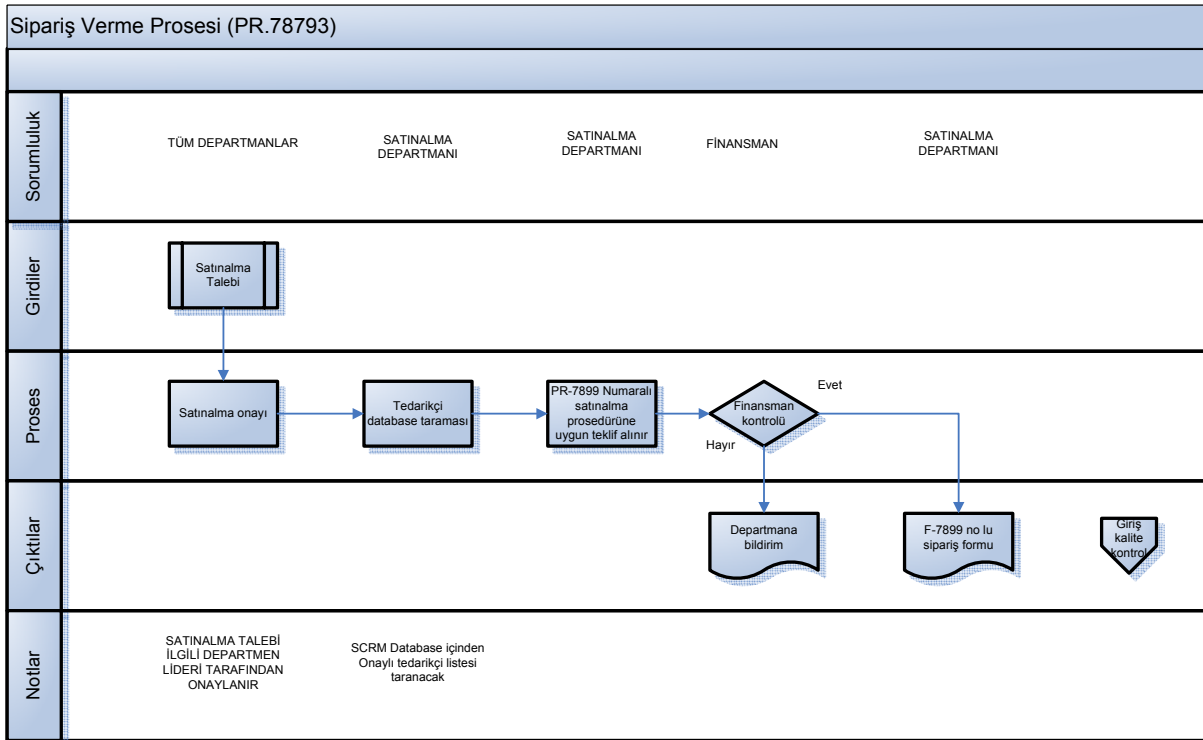 Sipariş Verme Prosesi (PR.78793)
Sorumluluk
TÜM DEPARTMANLAR
SATINALMA
DEPARTMANI
SATINALMA
DEPARTMANI
FİNANSMAN
SATINALMA
DEPARTMANI
Girdiler
Satınalma
Talebi
Proses
Satınalma onayı
Tedarikçi
database taraması
PR-7899 Numaralı
satınalma
prosedürüne
uygun teklif alınır
Finansman
kontrolü
Evet
Hayır
Çıktılar
Departmana
bildirim
F-7899 no lu
sipariş formu
Giriş
kalite
kontrol
Notlar
SATINALMA TALEBİ
İLGİLİ DEPARTMEN
LİDERİ TARAFINDAN
ONAYLANIR
SCRM Database içinden
Onaylı tedarikçi listesi
taranacak